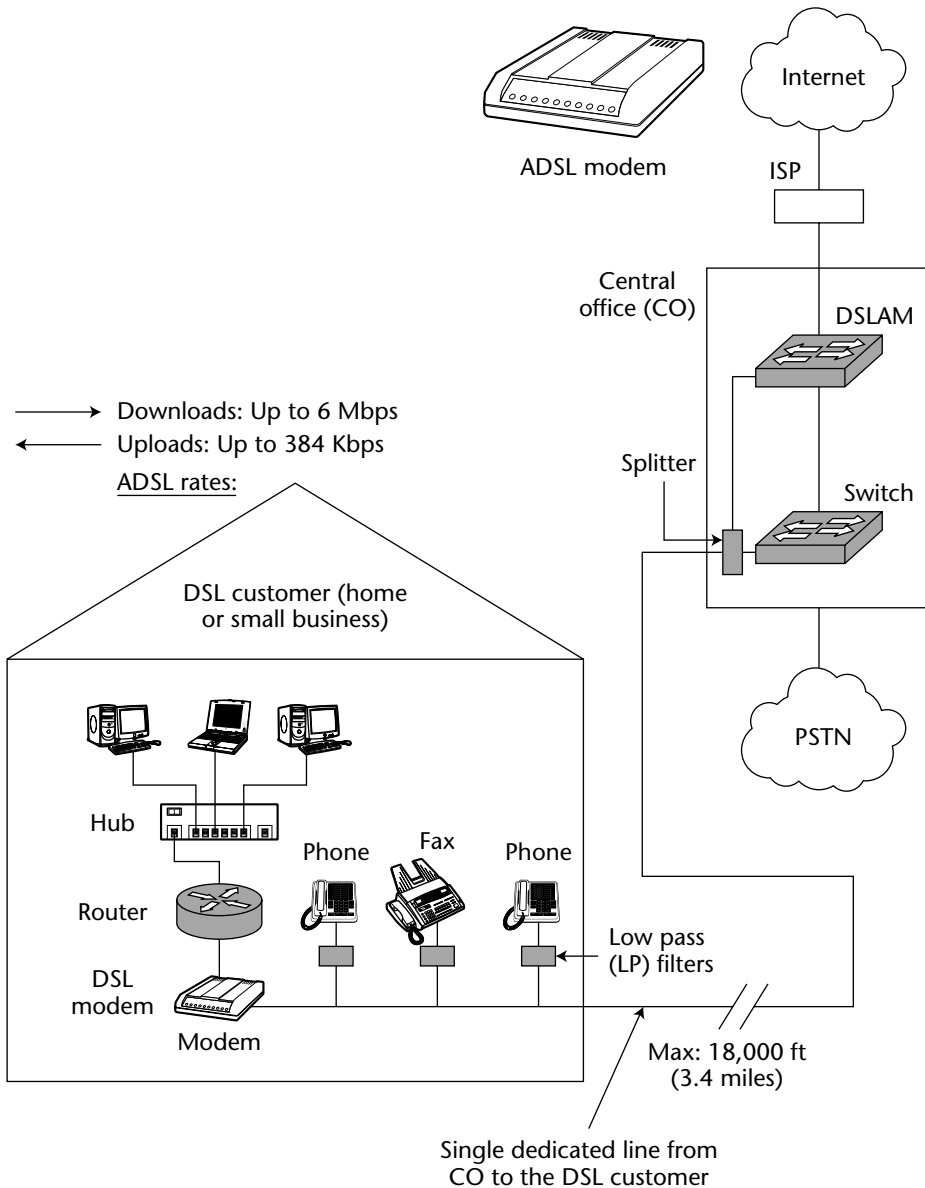 Internet
ADSL modem
ISP
Central
office (CO)
DSLAM
Downloads: Up to 6 Mbps
Uploads: Up to 384 Kbps
ADSL rates:
Splitter
Switch
DSL customer (home
or small business)
PSTN
Hub
Phone
Fax
Phone
Router
Low pass
(LP) filters
DSL
modem
Modem
Max: 18,000 ft
(3.4 miles)
Single dedicated line from
CO to the DSL customer